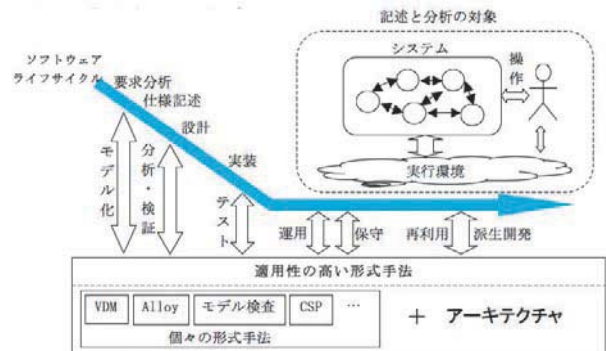 記述と分析の対象
システム
操作
実行環境
ソフトウェア
ライフサイクル
要求分析
仕様記述
設計
実装
モデル化
分析・検証
テスト
運用
保守
再利用
派生開発
適用性の高い形式手法
VDM
Alloy
モデル検査
CSP
…
個々の形式手法
+
アーキテクチャ